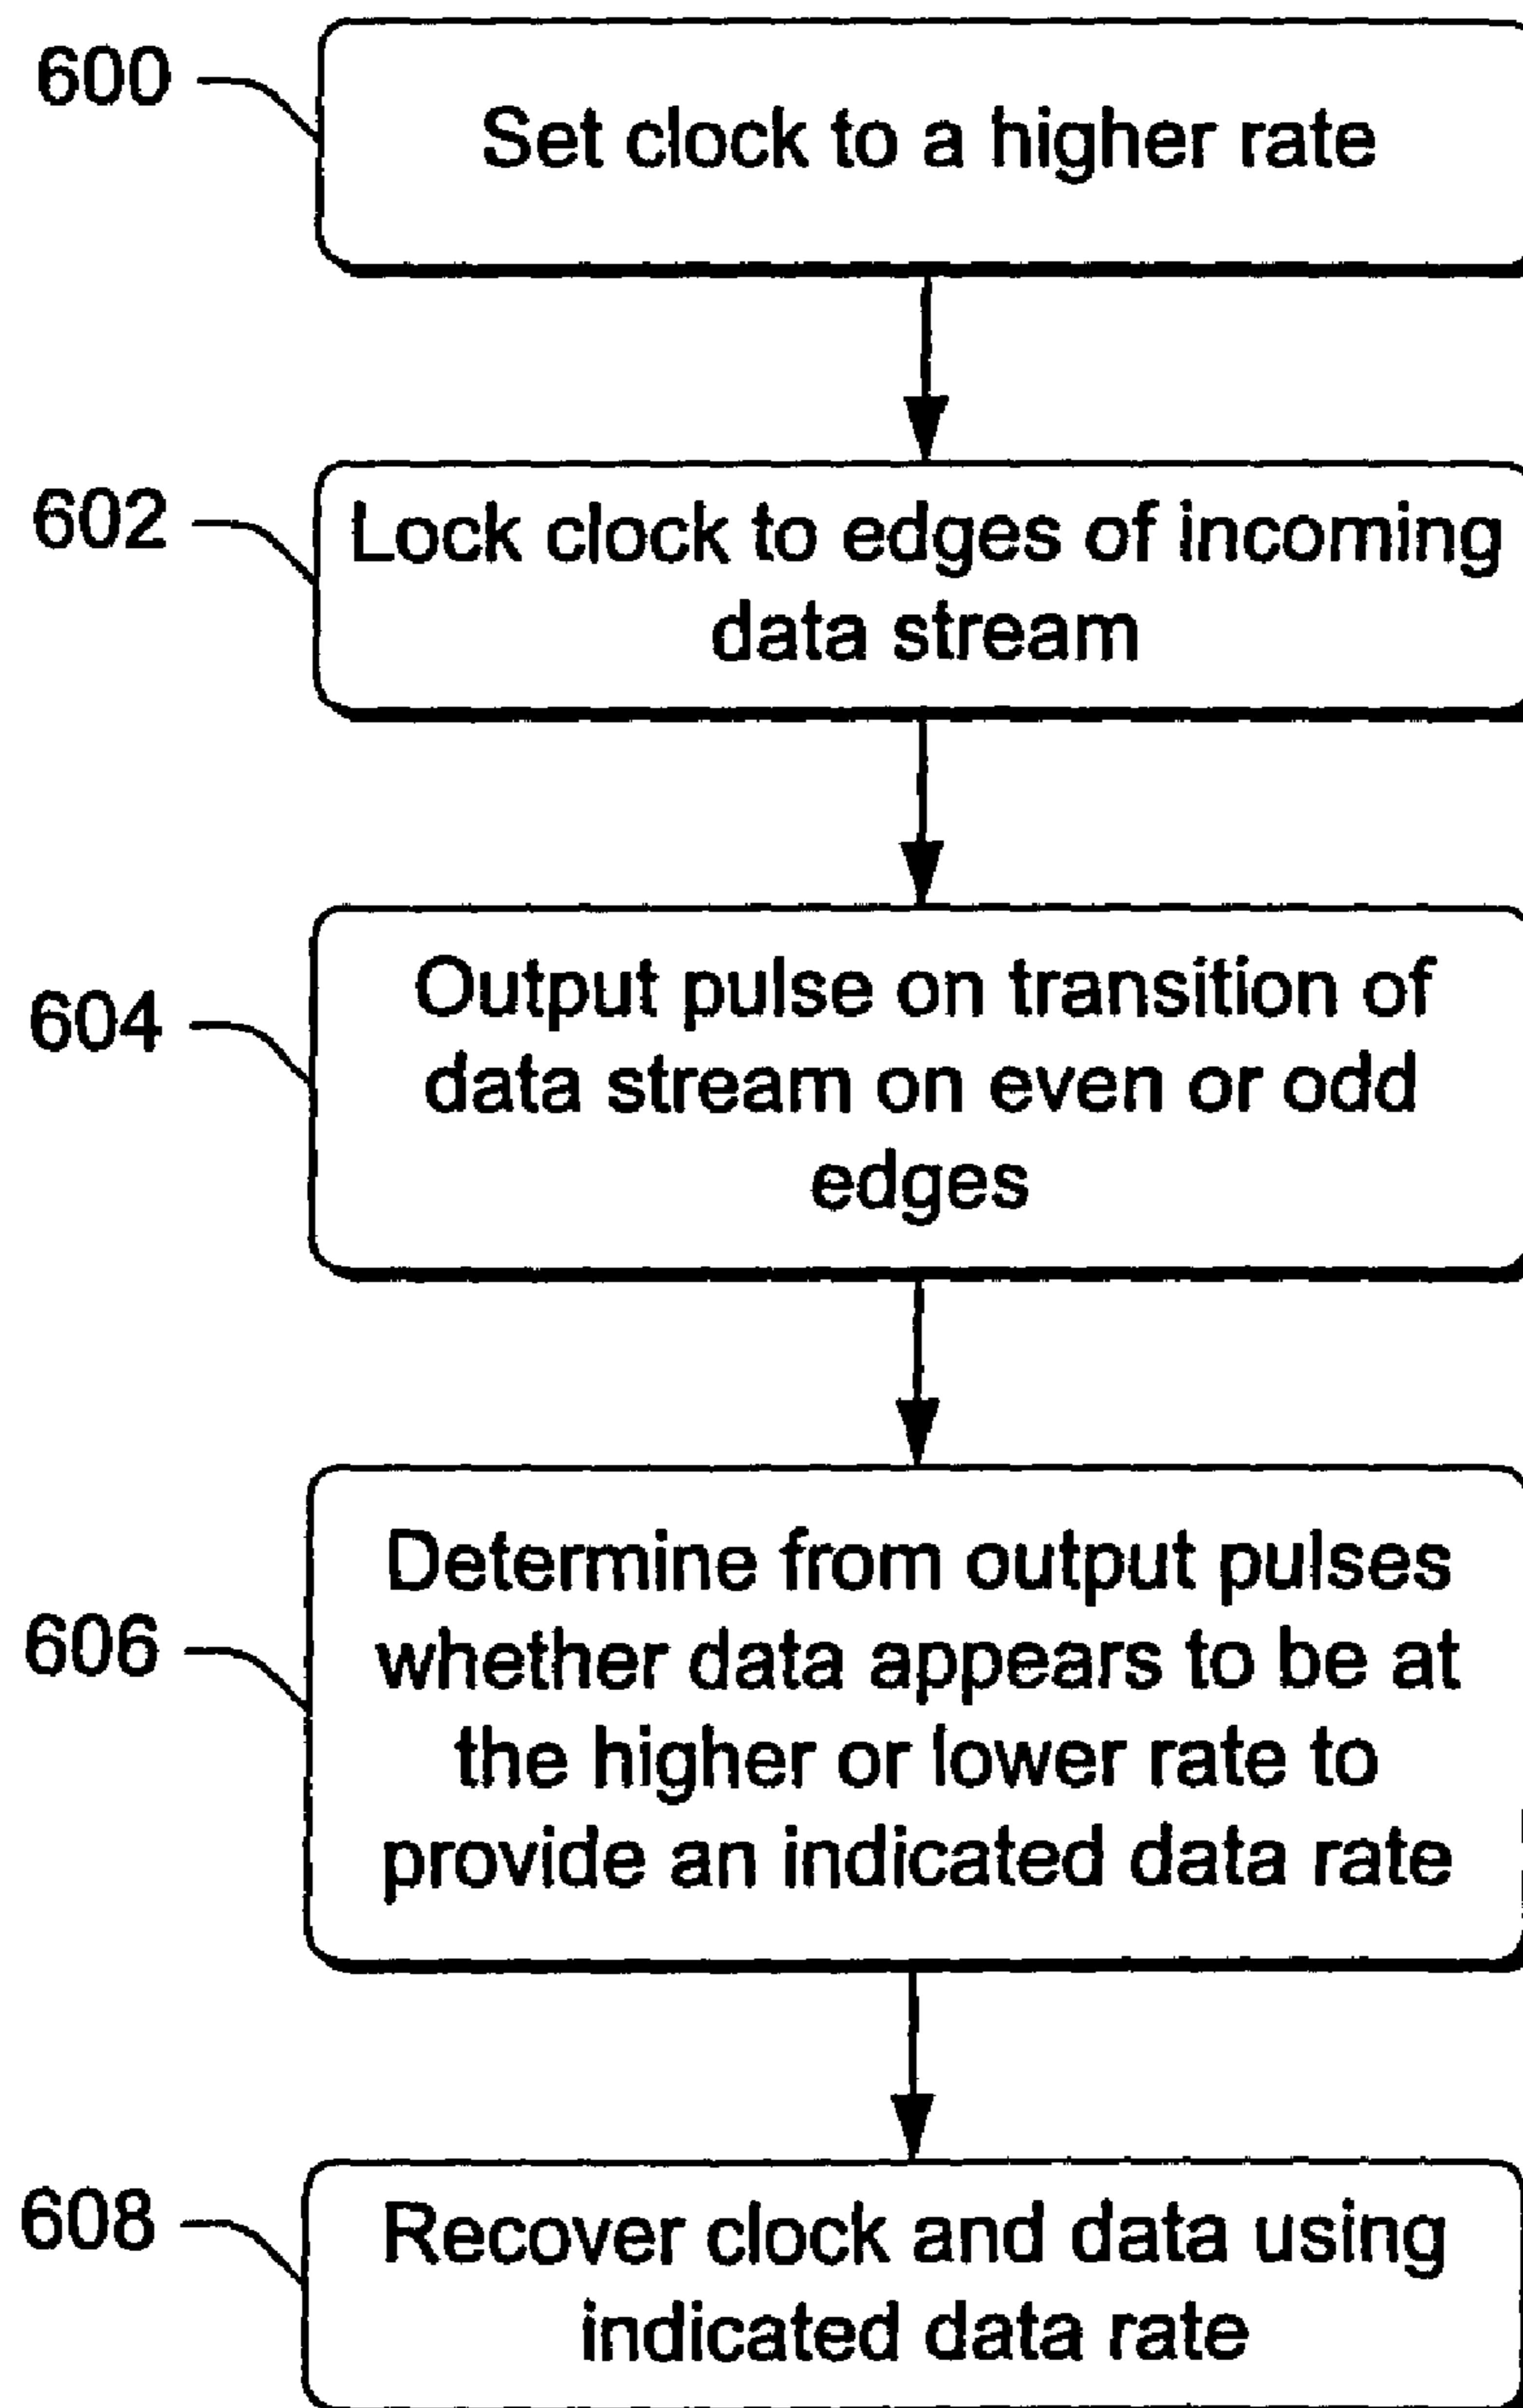 600
Set clock to a higher rate
602
Lock clock to edges of incoming
data stream
604
Output pulse on transition of
data stream on even or odd
edges
606
Determine from output pulses
whether data appears to be at
the higher or lower rate to
provide an indicated data rate
608
Recover clock and data using
indicated data rate